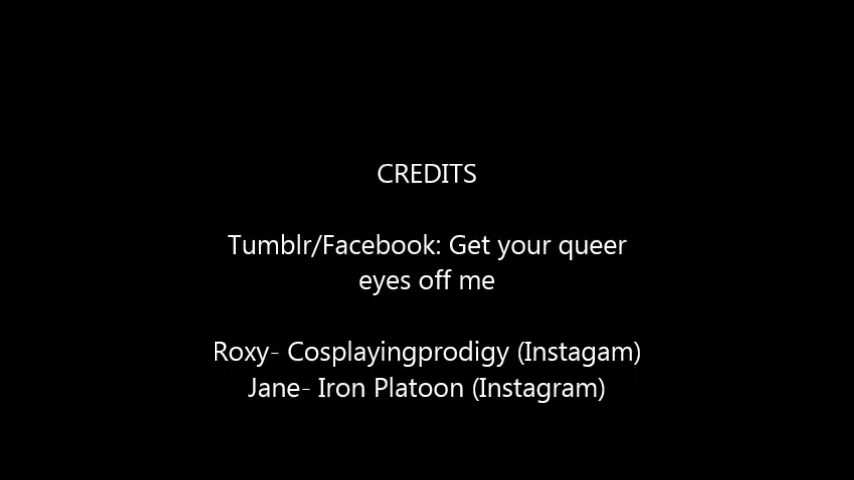 CREDITS
Tumblr/Facebook: Get your queer
eyes off me
Roxy- Cosplayingprodigy (Instagam)
Jane- Iron Platoon (Instagram)